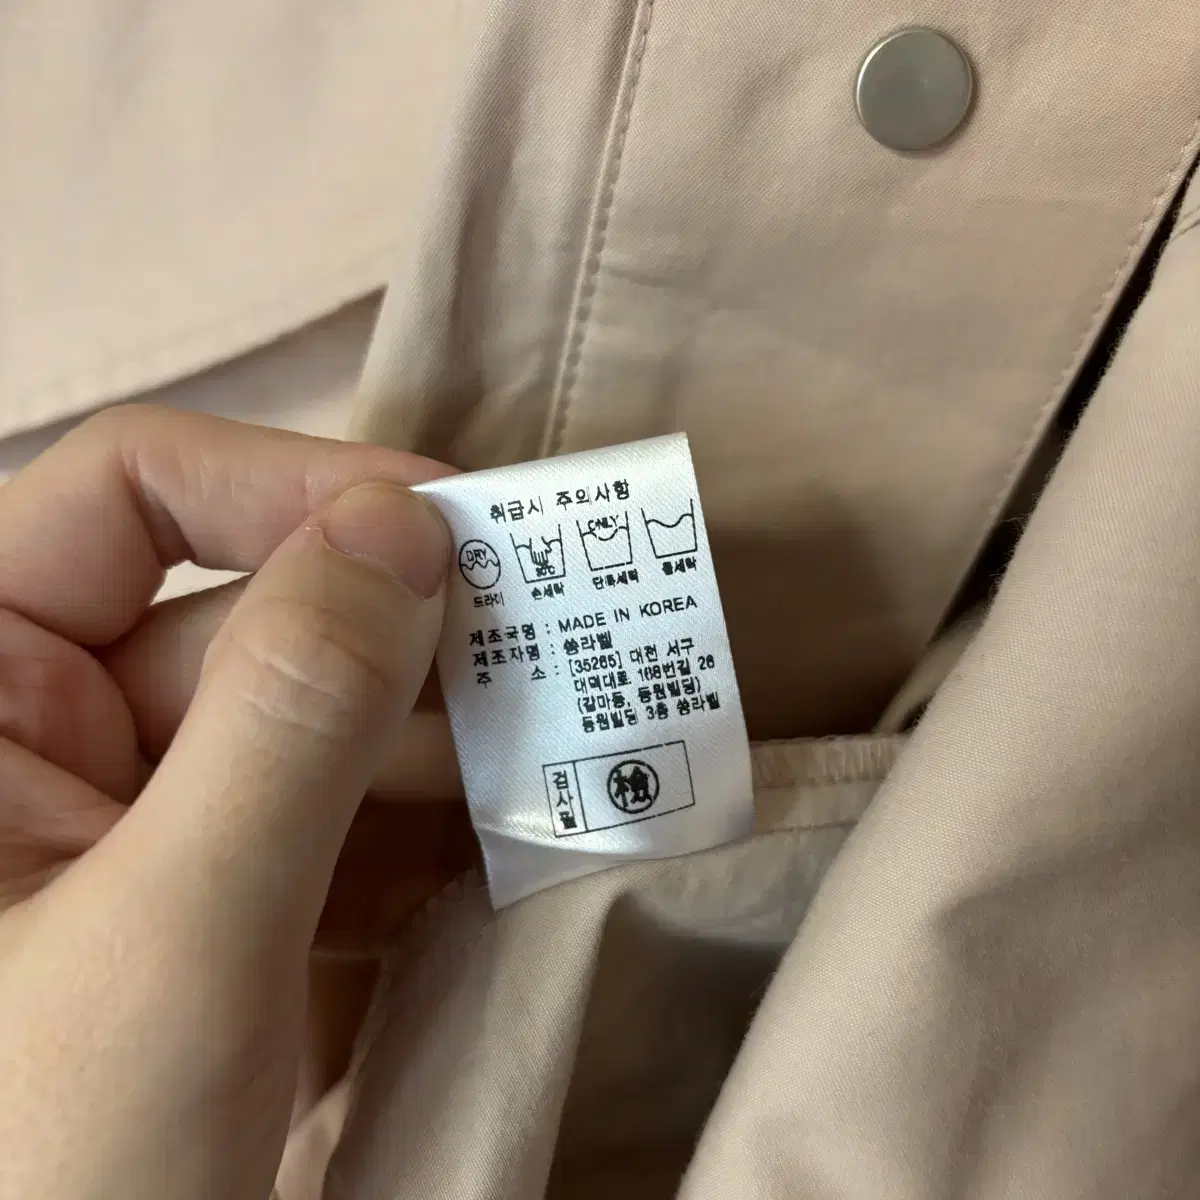 취급시 주의사항
DRY ONLY
30℃
드라이 손세탁 단독세탁 물세탁
제조국명 : MADE IN KOREA
제조자명 : 쏭라벨
주 소 : [35265] 대전 서구
대덕대로 168번길 26
(갈마동, 동원빌딩)
동원빌딩 3층 쏭라벨
검사필 檢